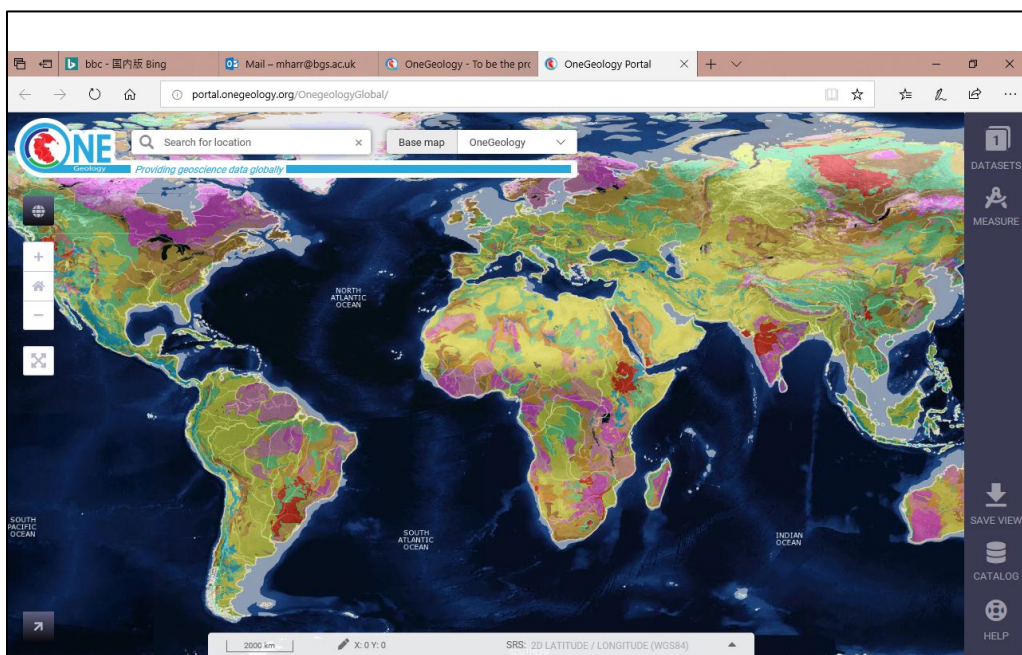 bbc - 国内版 Bing
Mail – mharr@bgs.ac.uk
OneGeology - To be the pro
OneGeology Portal
portal.onegeology.org/OnegeologyGlobal/
ONE
Geology
Search for location
Base map
OneGeology
Providing geoscience data globally
1
DATASETS
MEASURE
NORTH
ATLANTIC
OCEAN
SOUTH
PACIFIC
OCEAN
SOUTH
ATLANTIC
OCEAN
INDIAN
OCEAN
SAVE VIEW
CATALOG
HELP
2000 km
X: 0 Y: 0
SRS: 2D LATITUDE / LONGITUDE (WGS84)